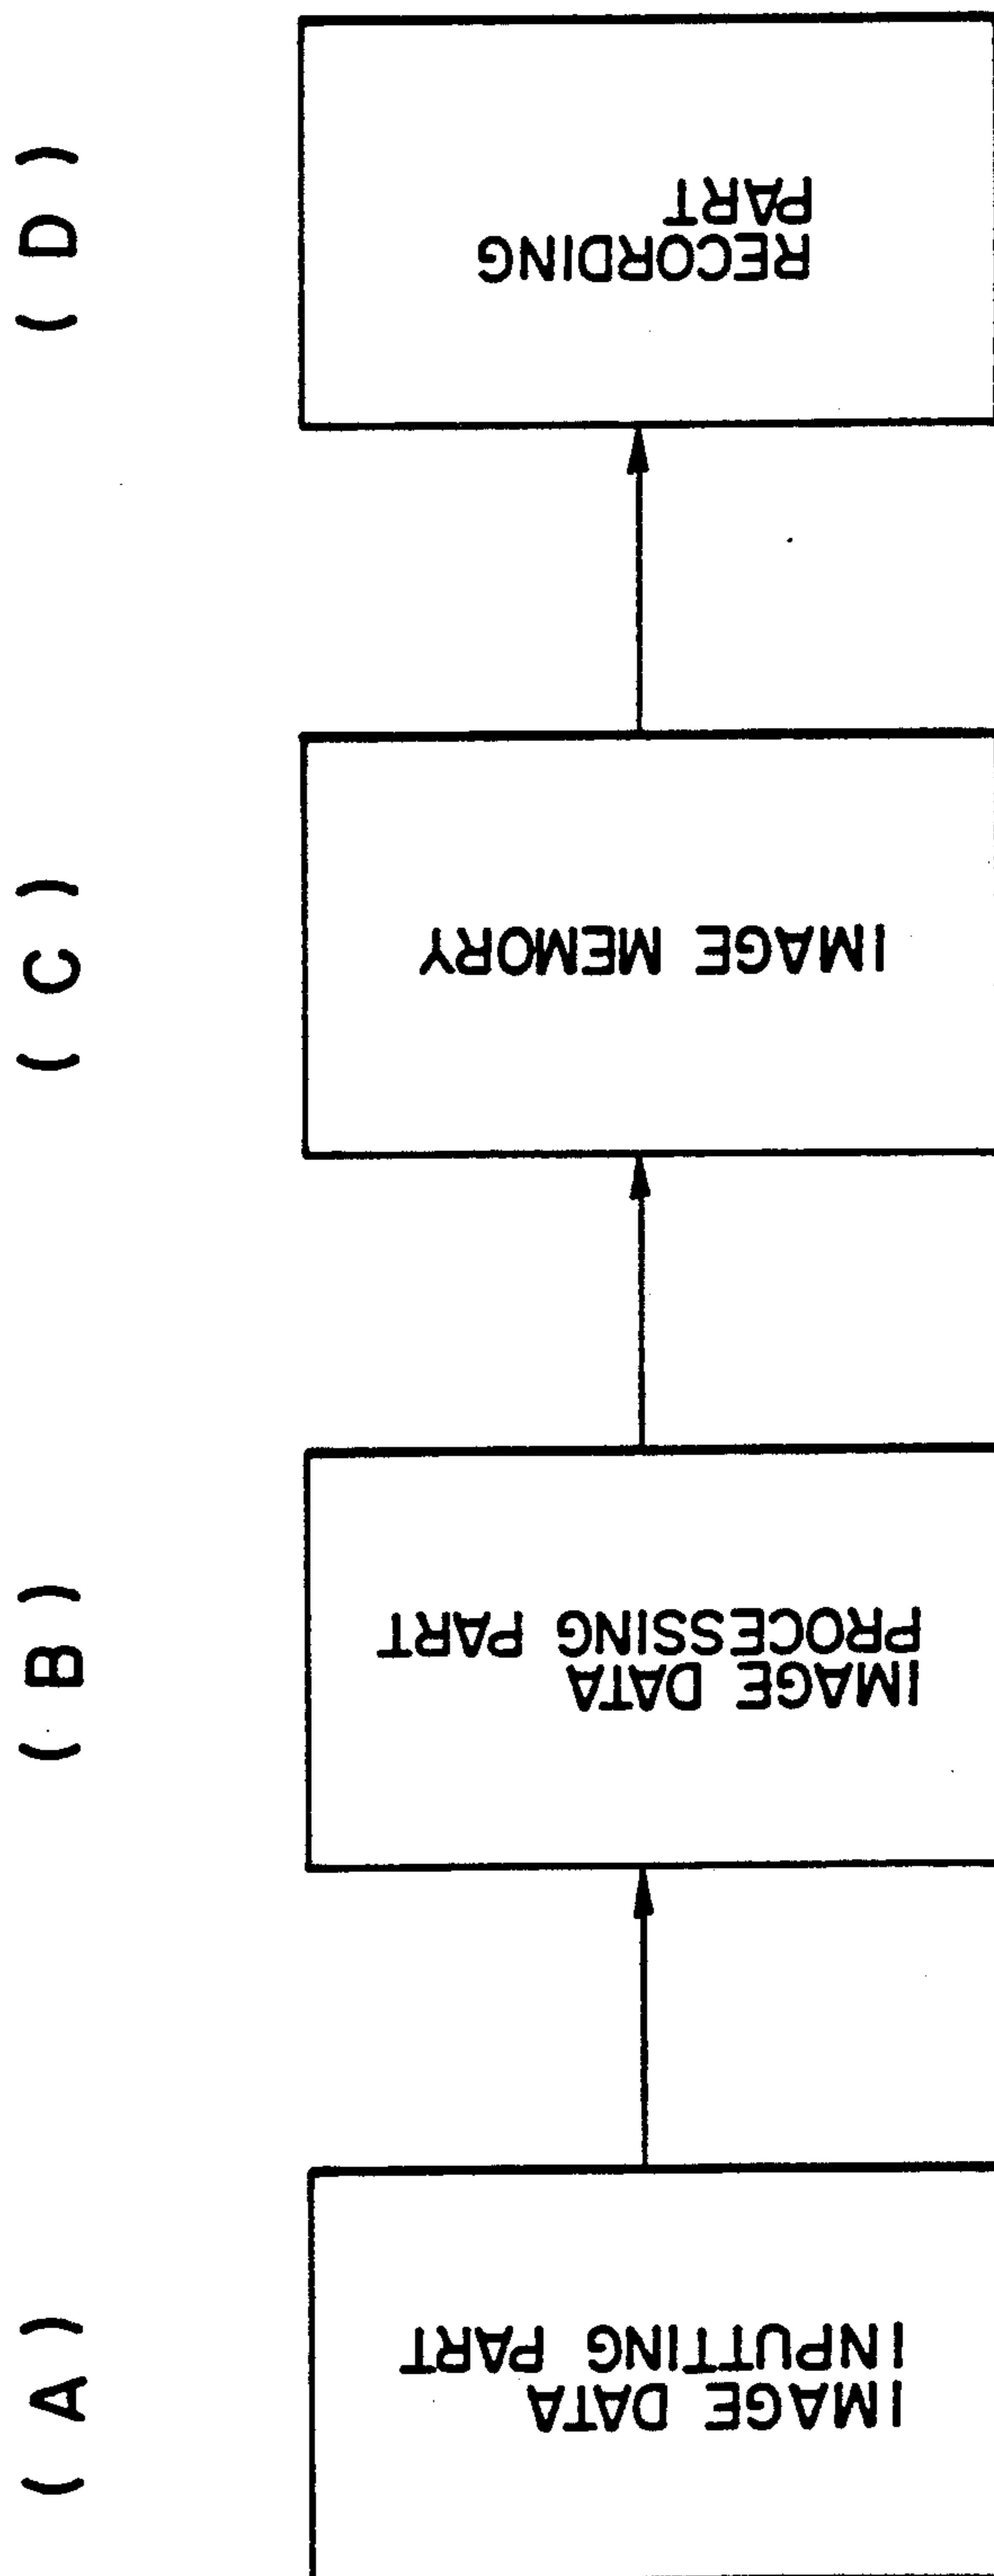 ( A )
IMAGE DATA
INPUTTING PART
( B )
IMAGE DATA
PROCESSING PART
( C )
IMAGE MEMORY
( D )
RECORDING
PART